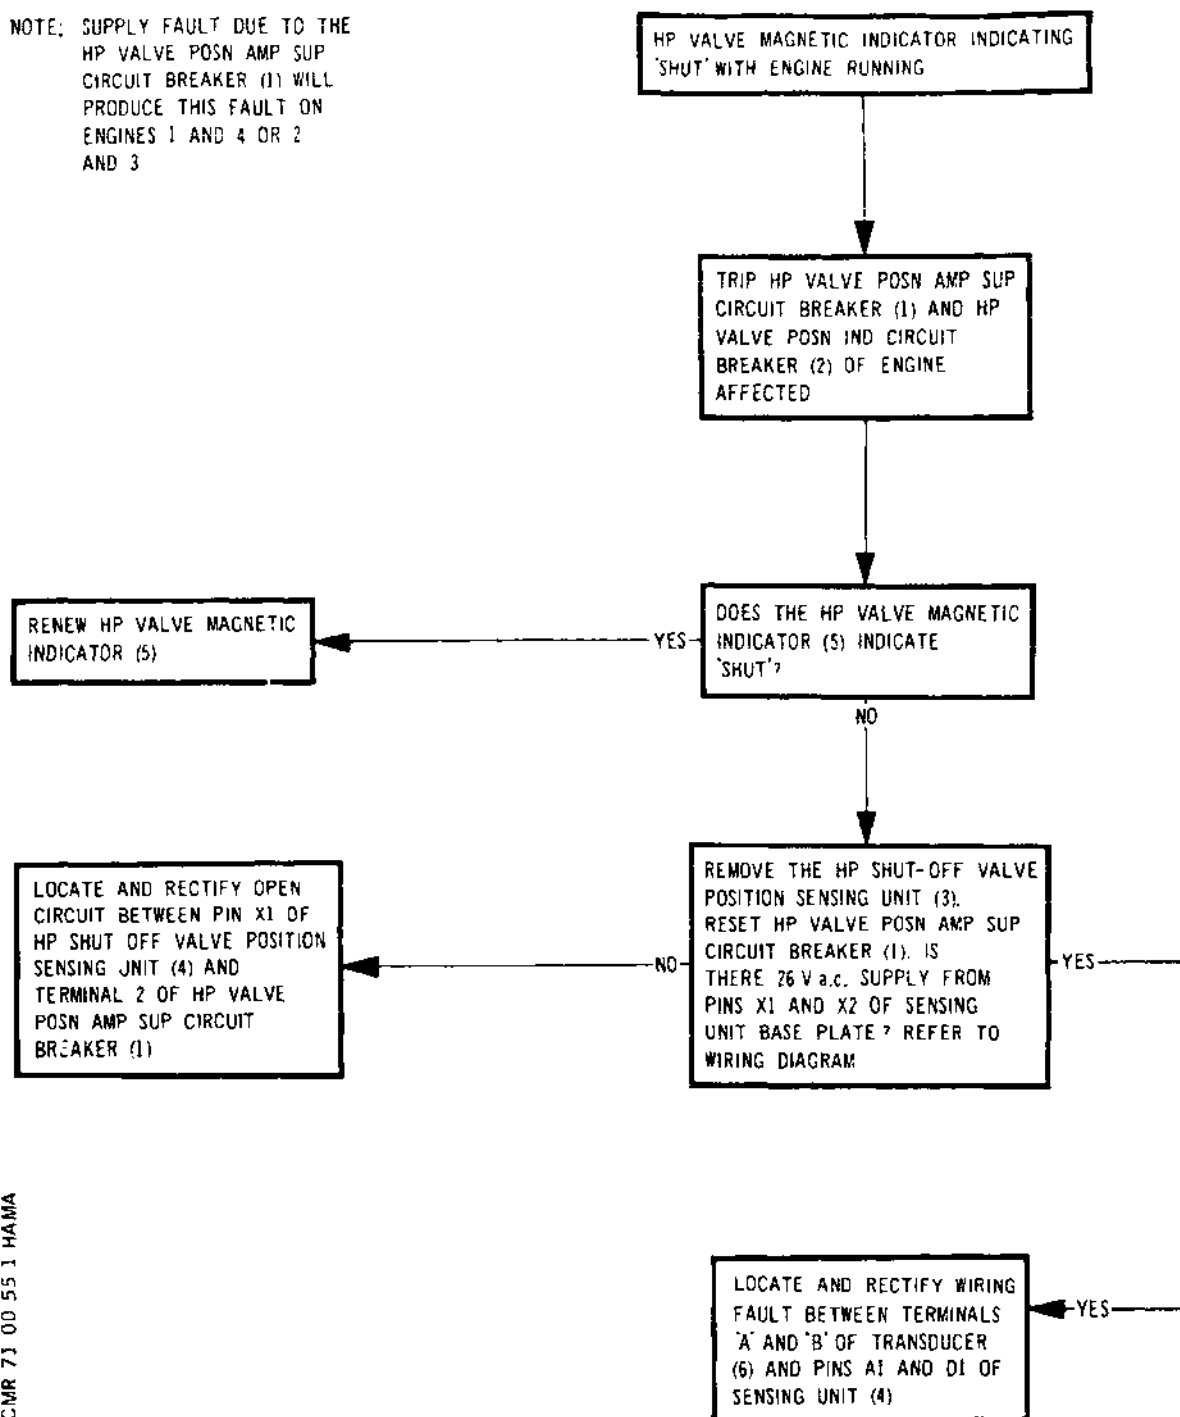 NOTE: SUPPLY FAULT DUE TO THE
HP VALVE POSN AMP SUP
CIRCUIT BREAKER (1) WILL
PRODUCE THIS FAULT ON
ENGINES 1 AND 4 OR 2
AND 3
HP VALVE MAGNETIC INDICATOR INDICATING
'SHUT' WITH ENGINE RUNNING
TRIP HP VALVE POSN AMP SUP
CIRCUIT BREAKER (1) AND HP
VALVE POSN IND CIRCUIT
BREAKER (2) OF ENGINE
AFFECTED
DOES THE HP VALVE MAGNETIC
INDICATOR (5) INDICATE
'SHUT'?
YES
RENEW HP VALVE MAGNETIC
INDICATOR (5)
NO
REMOVE THE HP SHUT-OFF VALVE
POSITION SENSING UNIT (3).
RESET HP VALVE POSN AMP SUP
CIRCUIT BREAKER (1). IS
THERE 26 V a.c. SUPPLY FROM
PINS X1 AND X2 OF SENSING
UNIT BASE PLATE? REFER TO
WIRING DIAGRAM
NO
YES
LOCATE AND RECTIFY OPEN
CIRCUIT BETWEEN PIN X1 OF
HP SHUT OFF VALVE POSITION
SENSING UNIT (4) AND
TERMINAL 2 OF HP VALVE
POSN AMP SUP CIRCUIT
BREAKER (1)
LOCATE AND RECTIFY WIRING
FAULT BETWEEN TERMINALS
'A' AND 'B' OF TRANSDUCER
(6) AND PINS A1 AND D1 OF
SENSING UNIT (4)
YES
CMR 71 00 55 1 HAMA